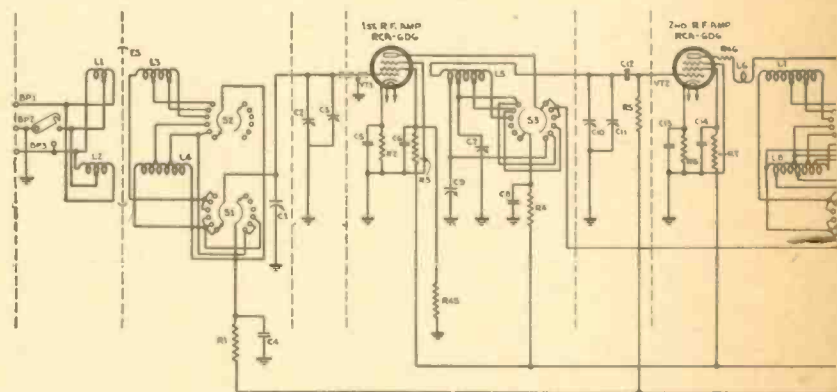 1ST R.F. AMP
RCA-6D6
2ND R.F. AMP
RCA-6D6
L1
ES
L3
R46
L6
L7
BP1
BP2
BP3
L2
L4
S2
S1
C1
C2
C3
VT1
L5
S3
C12
R5
VT2
C5
R2
C6
R3
C7
C9
C8
R4
C10
C11
C13
R6
C14
R7
L8
R45
R1
C4